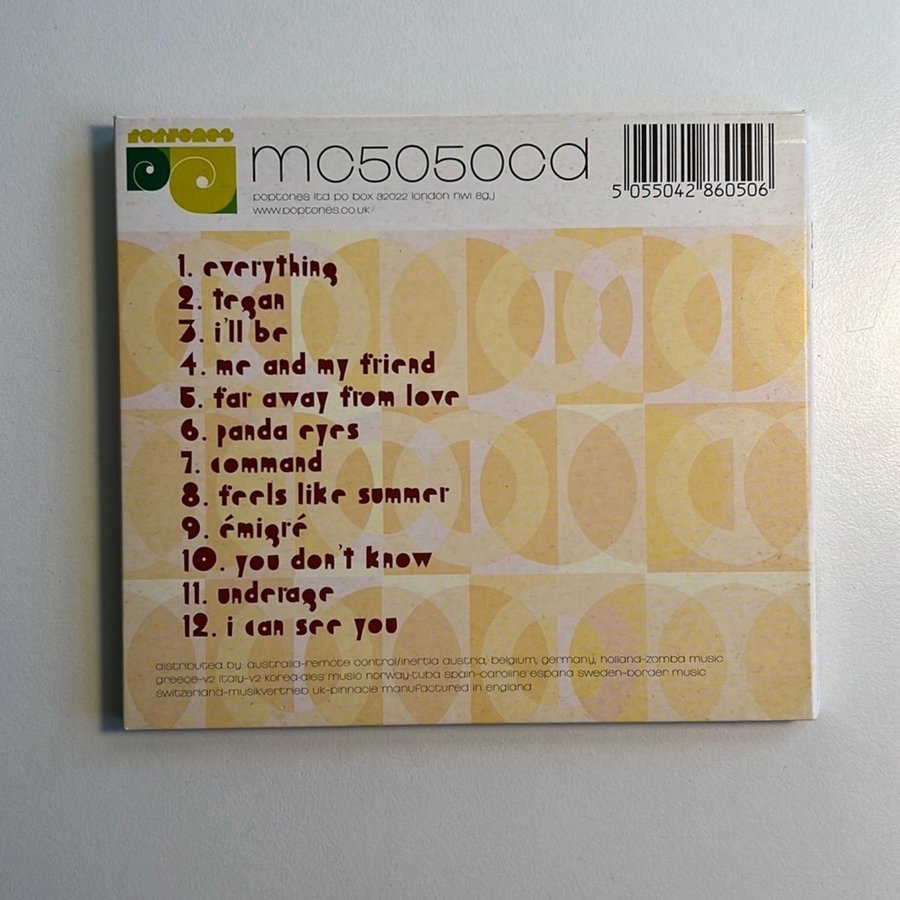 poptones
mc5050cd
poptones ltd po box 32022 london nw1 8gj
www.poptones.co.uk/
5 055042 860506
1. everything
2. tegan
3. i'll be
4. me and my friend
5. far away from love
6. panda eyes
7. command
8. feels like summer
9. émigré
10. you don't know
11. underage
12. i can see you
distributed by australia-remote control/inertia austria, belgium, germany, holland-zomba music
greece-v2 italy-v2 korea-ales music norway-tuba spain-caroline espana sweden-border music
switzerland-musikvertrieb uk-pinnacle manufactured in england